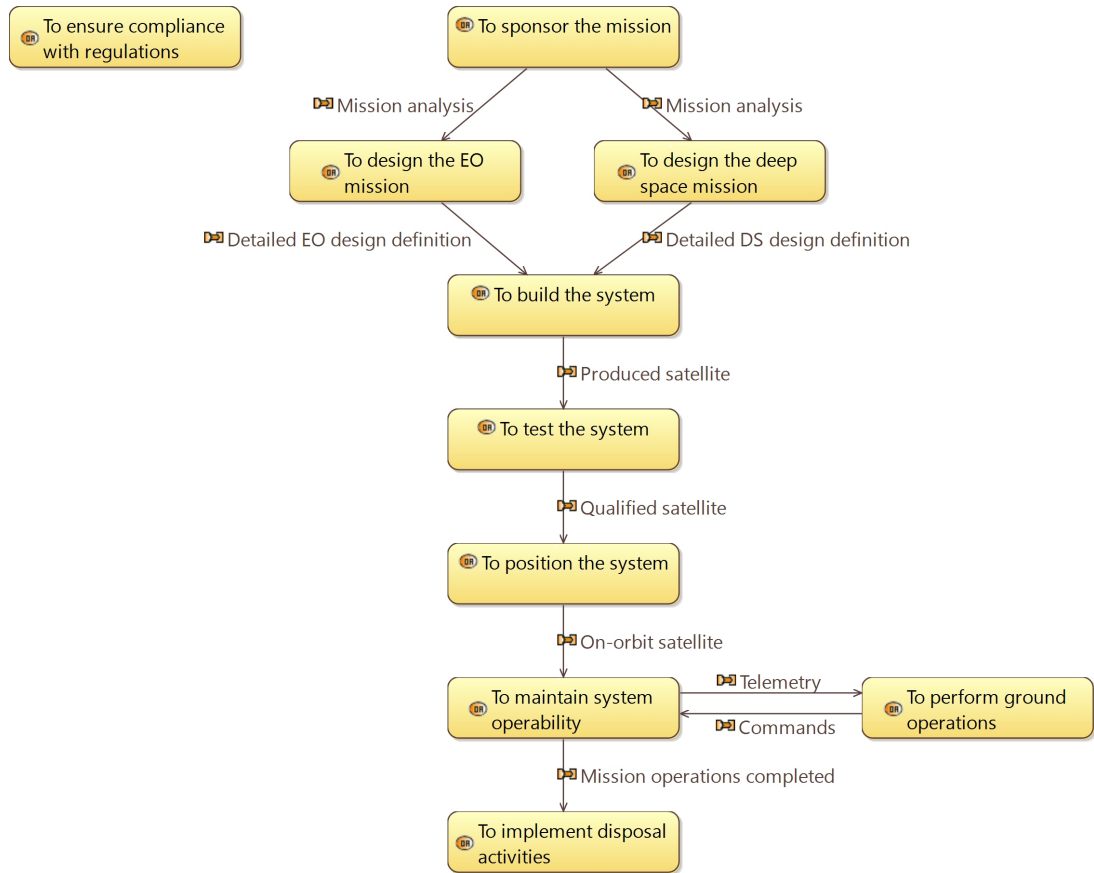 To ensure compliance
with regulations
To sponsor the mission
Mission analysis
Mission analysis
To design the EO
mission
To design the deep
space mission
Detailed EO design definition
Detailed DS design definition
To build the system
Produced satellite
To test the system
Qualified satellite
To position the system
On-orbit satellite
To maintain system
operability
Telemetry
Commands
To perform ground
operations
Mission operations completed
To implement disposal
activities